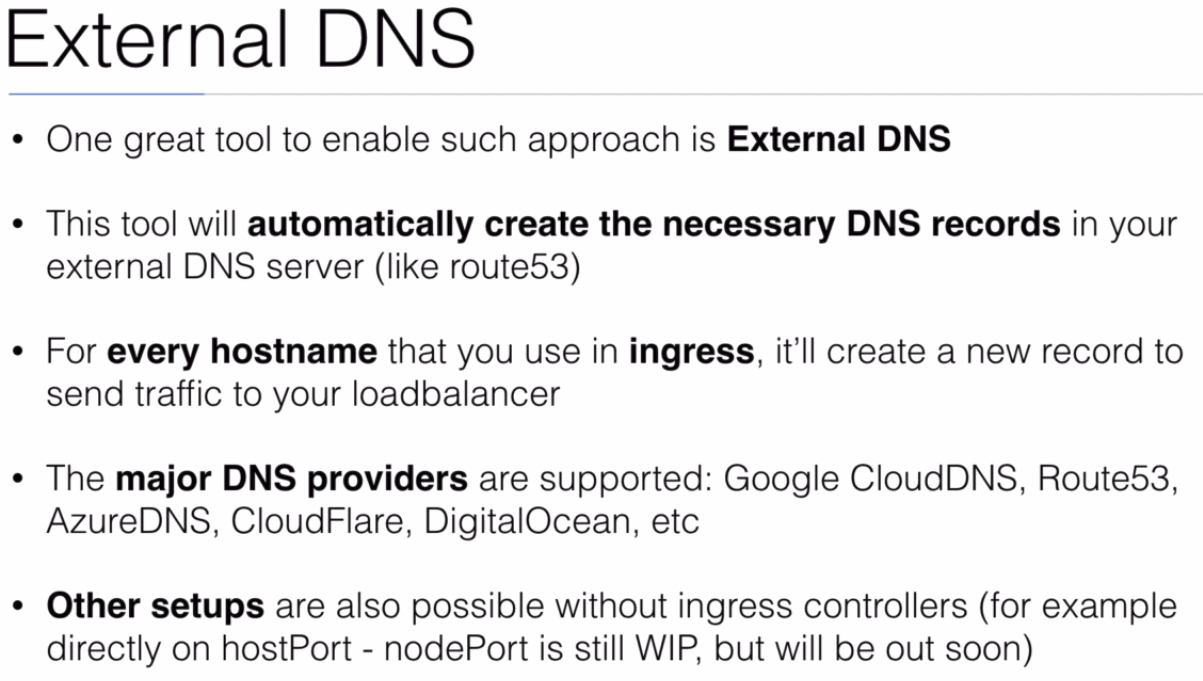 External DNS
• One great tool to enable such approach is External DNS
• This tool will automatically create the necessary DNS records in your
external DNS server (like route53)
• For every hostname that you use in ingress, it’ll create a new record to
send traffic to your loadbalancer
• The major DNS providers are supported: Google CloudDNS, Route53,
AzureDNS, CloudFlare, DigitalOcean, etc
• Other setups are also possible without ingress controllers (for example
directly on hostPort - nodePort is still WIP, but will be out soon)